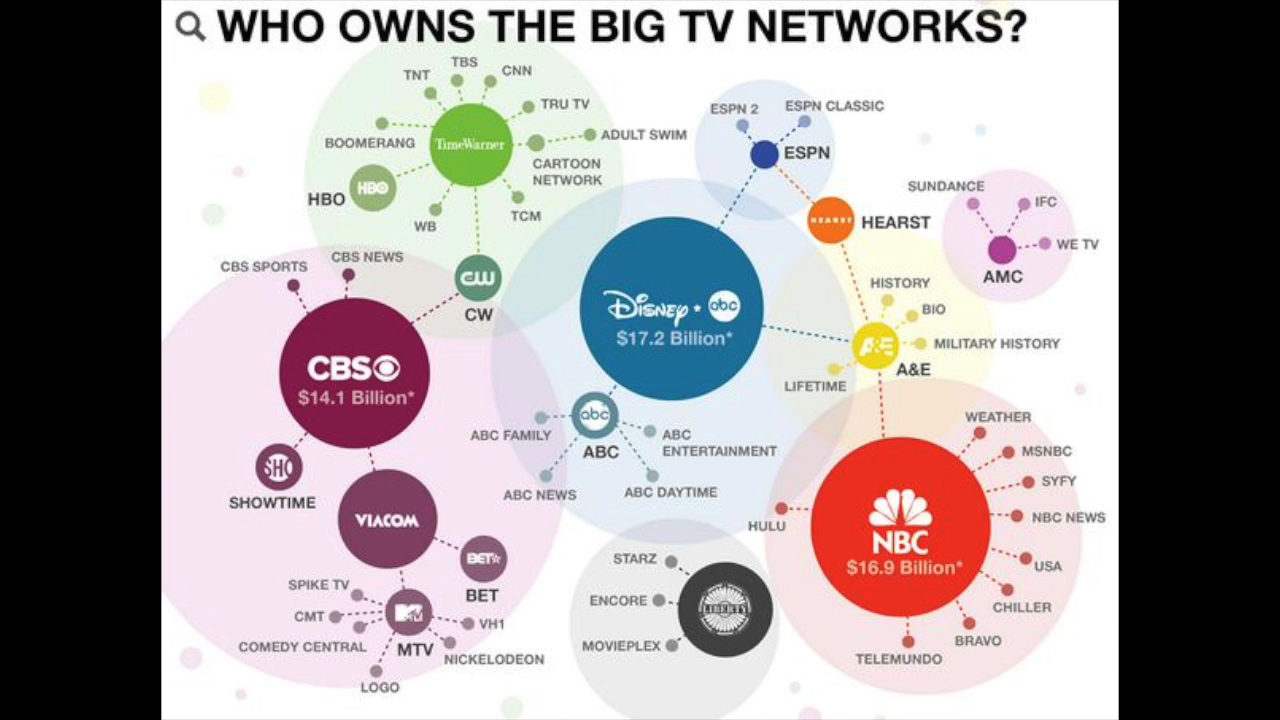 WHO OWNS THE BIG TV NETWORKS?
TNT
TBS
CNN
TRU TV
BOOMERANG
TimeWarner
ADULT SWIM
CARTOON
NETWORK
HBO
HBO
WB
TCM
CW
CW
ESPN 2
ESPN CLASSIC
ESPN
HEARST
HEARST
SUNDANCE
IFC
WE TV
AMC
CBS SPORTS
CBS NEWS
CBS
$14.1 Billion*
SHO
SHOWTIME
VIACOM
BET
BET
SPIKE TV
CMT
COMEDY CENTRAL
LOGO
MTV
VH1
NICKELODEON
DISNEY abc
$17.2 Billion*
abc
ABC
ABC FAMILY
ABC NEWS
ABC
ENTERTAINMENT
ABC DAYTIME
HISTORY
BIO
MILITARY HISTORY
A&E
A&E
LIFETIME
STARZ
ENCORE
MOVIEPLEX
LIBERTY
HULU
NBC
$16.9 Billion*
WEATHER
MSNBC
SYFY
NBC NEWS
USA
CHILLER
BRAVO
TELEMUNDO